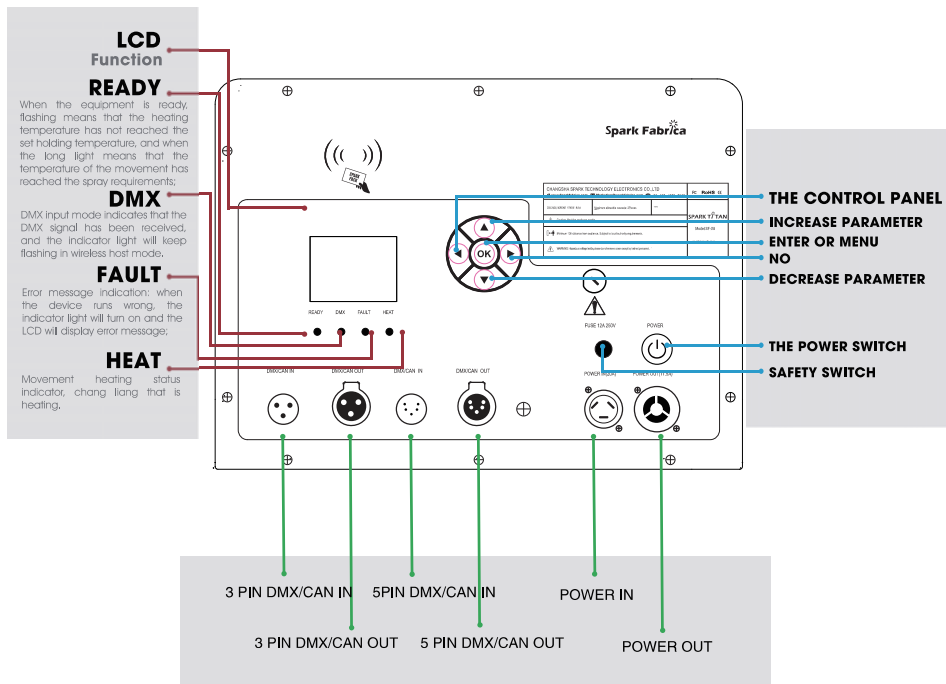 LCD
Function
READY
When the equipment is ready,
flashing means that the heating
temperature has not reached the
set holding temperature, and when
the long light means that the
temperature of the movement has
reached the spray requirements;
DMX
DMX input mode indicates that the
DMX signal has been received,
and the indicator light will keep
flashing in wireless host mode.
FAULT
Error message indication: when
the device runs wrong, the
indicator light will turn on and the
LCD will display error message;
HEAT
Movement heating status
indicator, chang liang that is
heating.
Spark Fabrica
CHANGSHA SPARK TECHNOLOGY ELECTRONICS CO.,LTD
FC RoHS CE
SPARK TITAN
OK
READY DMX FAULT HEAT
FUSE 12A 250V
POWER
DMX/CAN IN
DMX/CAN OUT
DMX/CAN IN
DMX/CAN OUT
THE CONTROL PANEL
INCREASE PARAMETER
ENTER OR MENU
NO
DECREASE PARAMETER
THE POWER SWITCH
SAFETY SWITCH
3 PIN DMX/CAN IN
5PIN DMX/CAN IN
POWER IN
3 PIN DMX/CAN OUT
5 PIN DMX/CAN OUT
POWER OUT